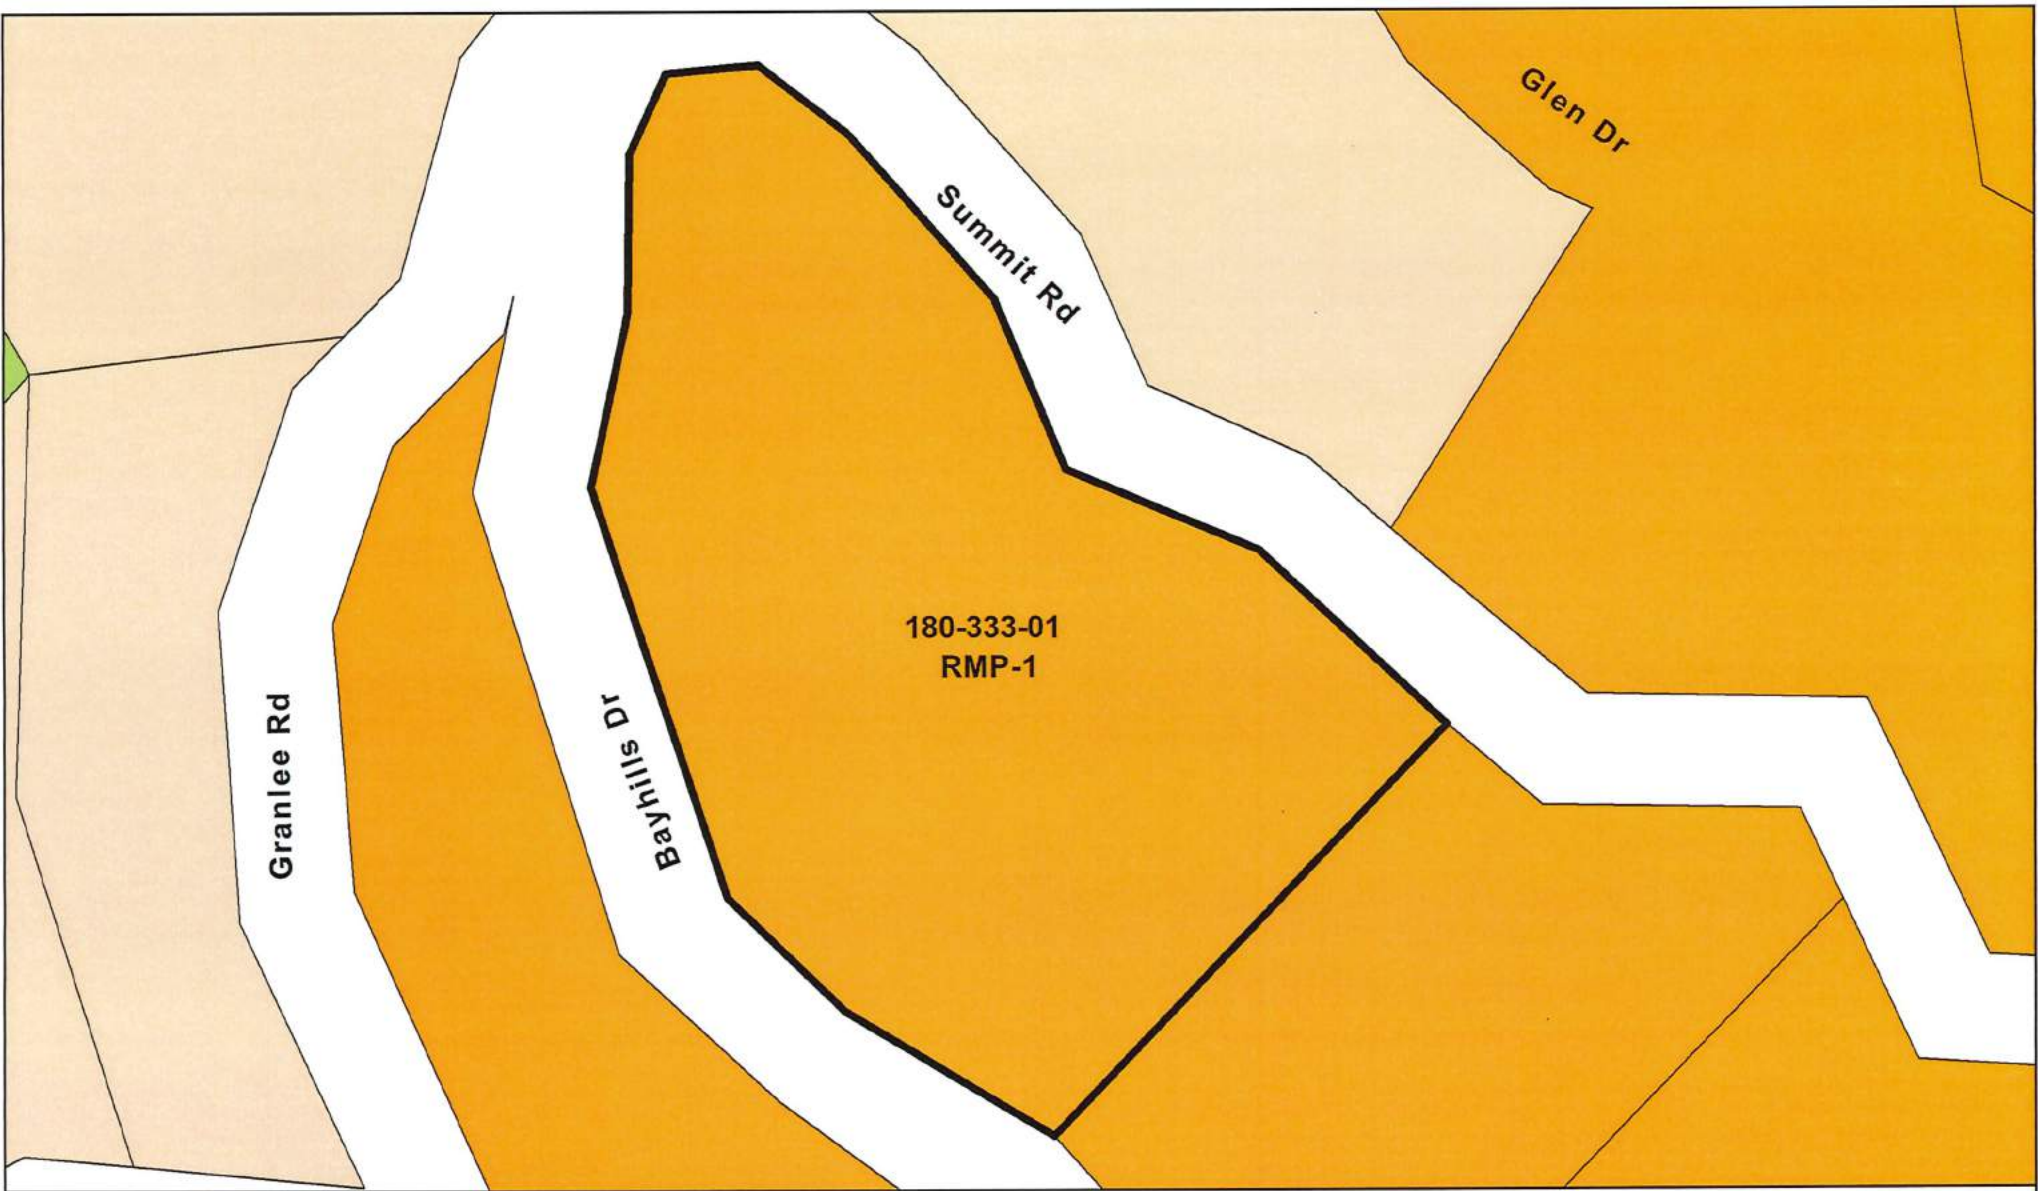 Glen Dr
Summit Rd
180-333-01
RMP-1
Granlee Rd
Bayhills Dr